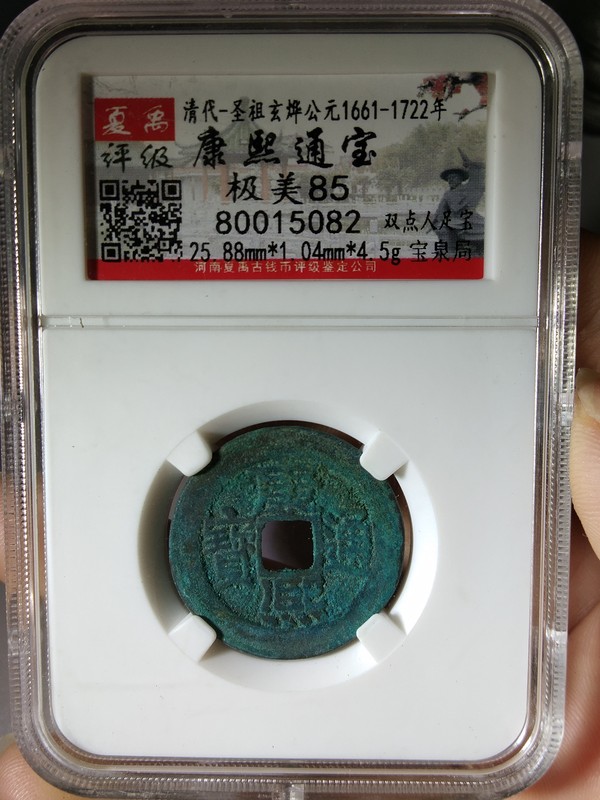 夏禹
评级
清代-圣祖玄烨公元1661-1722年
康熙通宝
极美85
80015082 双点人足宝
25.88mm*1.04mm*4.5g 宝泉局
河南夏禹古钱币评级鉴定公司
康熙通寶